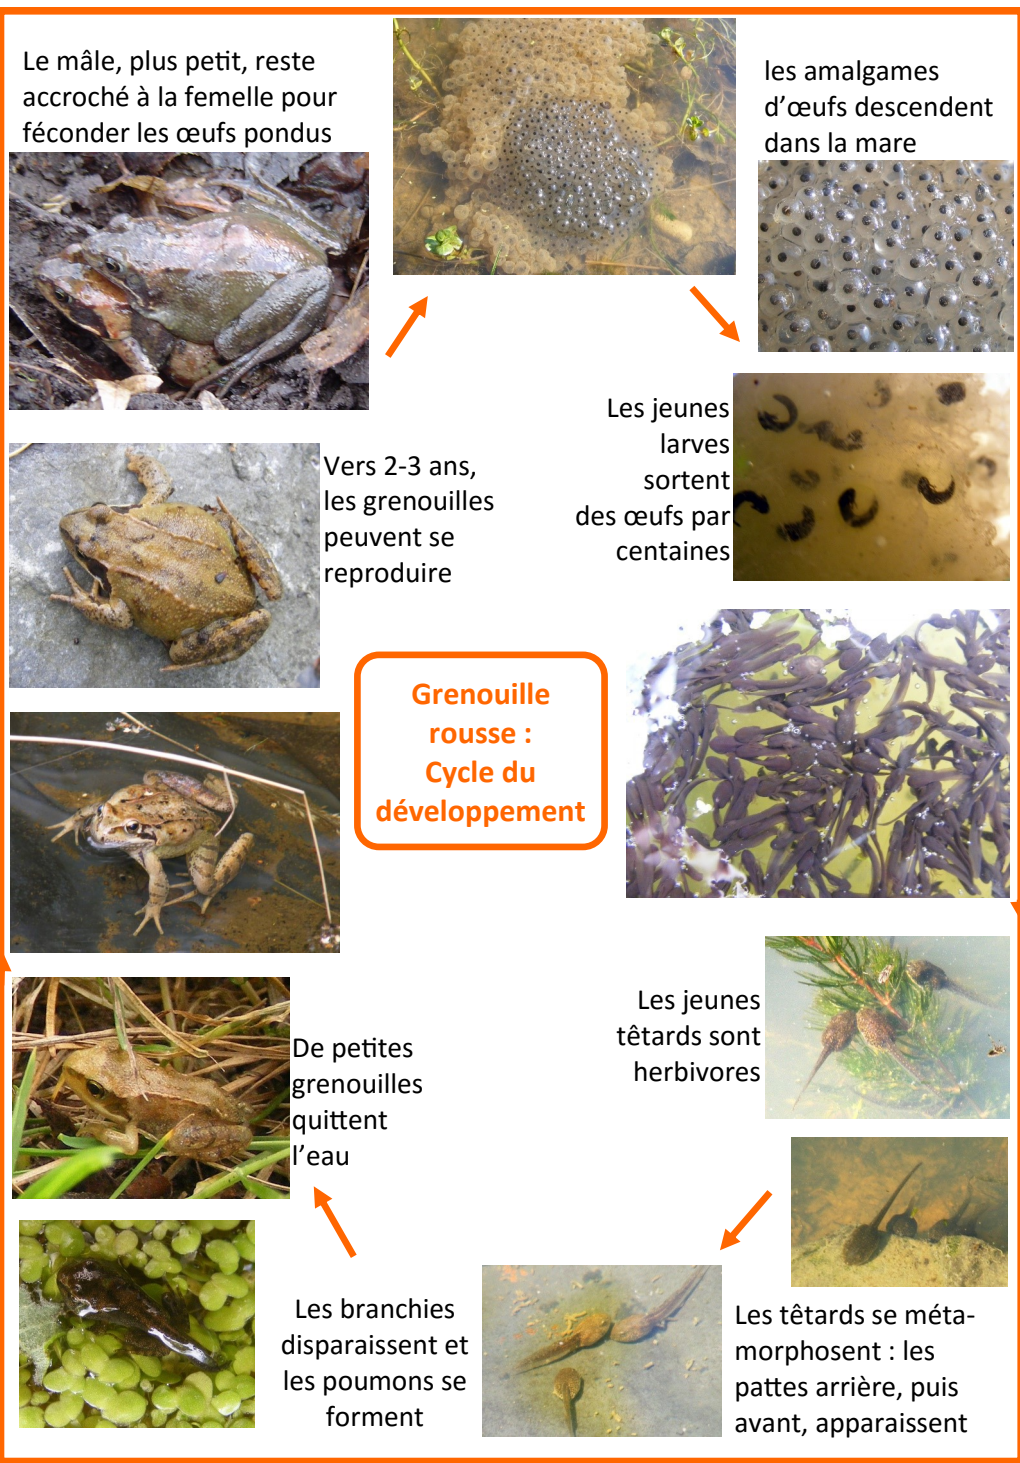 Le mâle, plus petit, reste
accroché à la femelle pour
féconder les œufs pondus
les amalgames
d’œufs descendent
dans la mare
Les jeunes
larves
sortent
des œufs par
centaines
Vers 2-3 ans,
les grenouilles
peuvent se
reproduire
Grenouille
rousse :
Cycle du
développement
Les jeunes
têtards sont
herbivores
De petites
grenouilles
quittent
l’eau
Les branchies
disparaissent et
les poumons se
forment
Les têtards se méta-
morphosent : les
pattes arrière, puis
avant, apparaissent